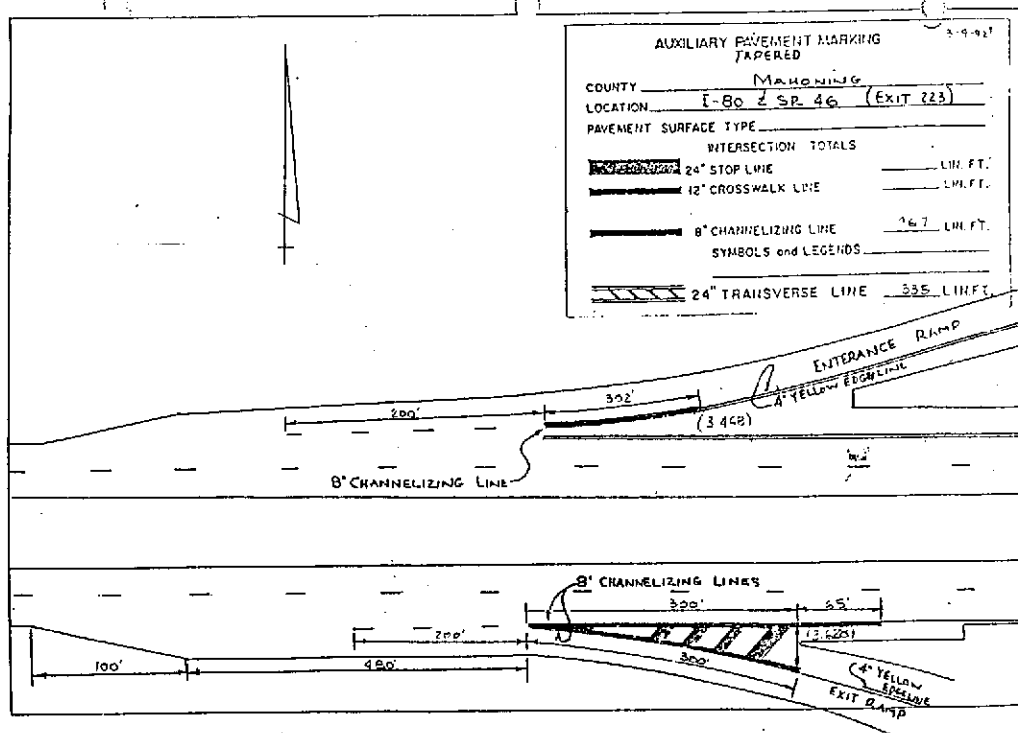 3-9-92
AUXILIARY PAVEMENT MARKING
TAPERED
COUNTY MAHONING
LOCATION I-80 & SR 46 (EXIT 223)
PAVEMENT SURFACE TYPE
INTERSECTION TOTALS
24" STOP LINE LIN. FT.
12" CROSSWALK LINE LIN. FT.
8" CHANNELIZING LINE 967 LIN. FT.
SYMBOLS and LEGENDS
24" TRANSVERSE LINE 335 LIN. FT.
ENTERANCE RAMP
4" YELLOW EDGELINE
200'
302'
(3.468)
8" CHANNELIZING LINE
8" CHANNELIZING LINES
300'
65'
200'
(3.628)
100'
480'
300'
4" YELLOW
EDGELINE
EXIT RAMP